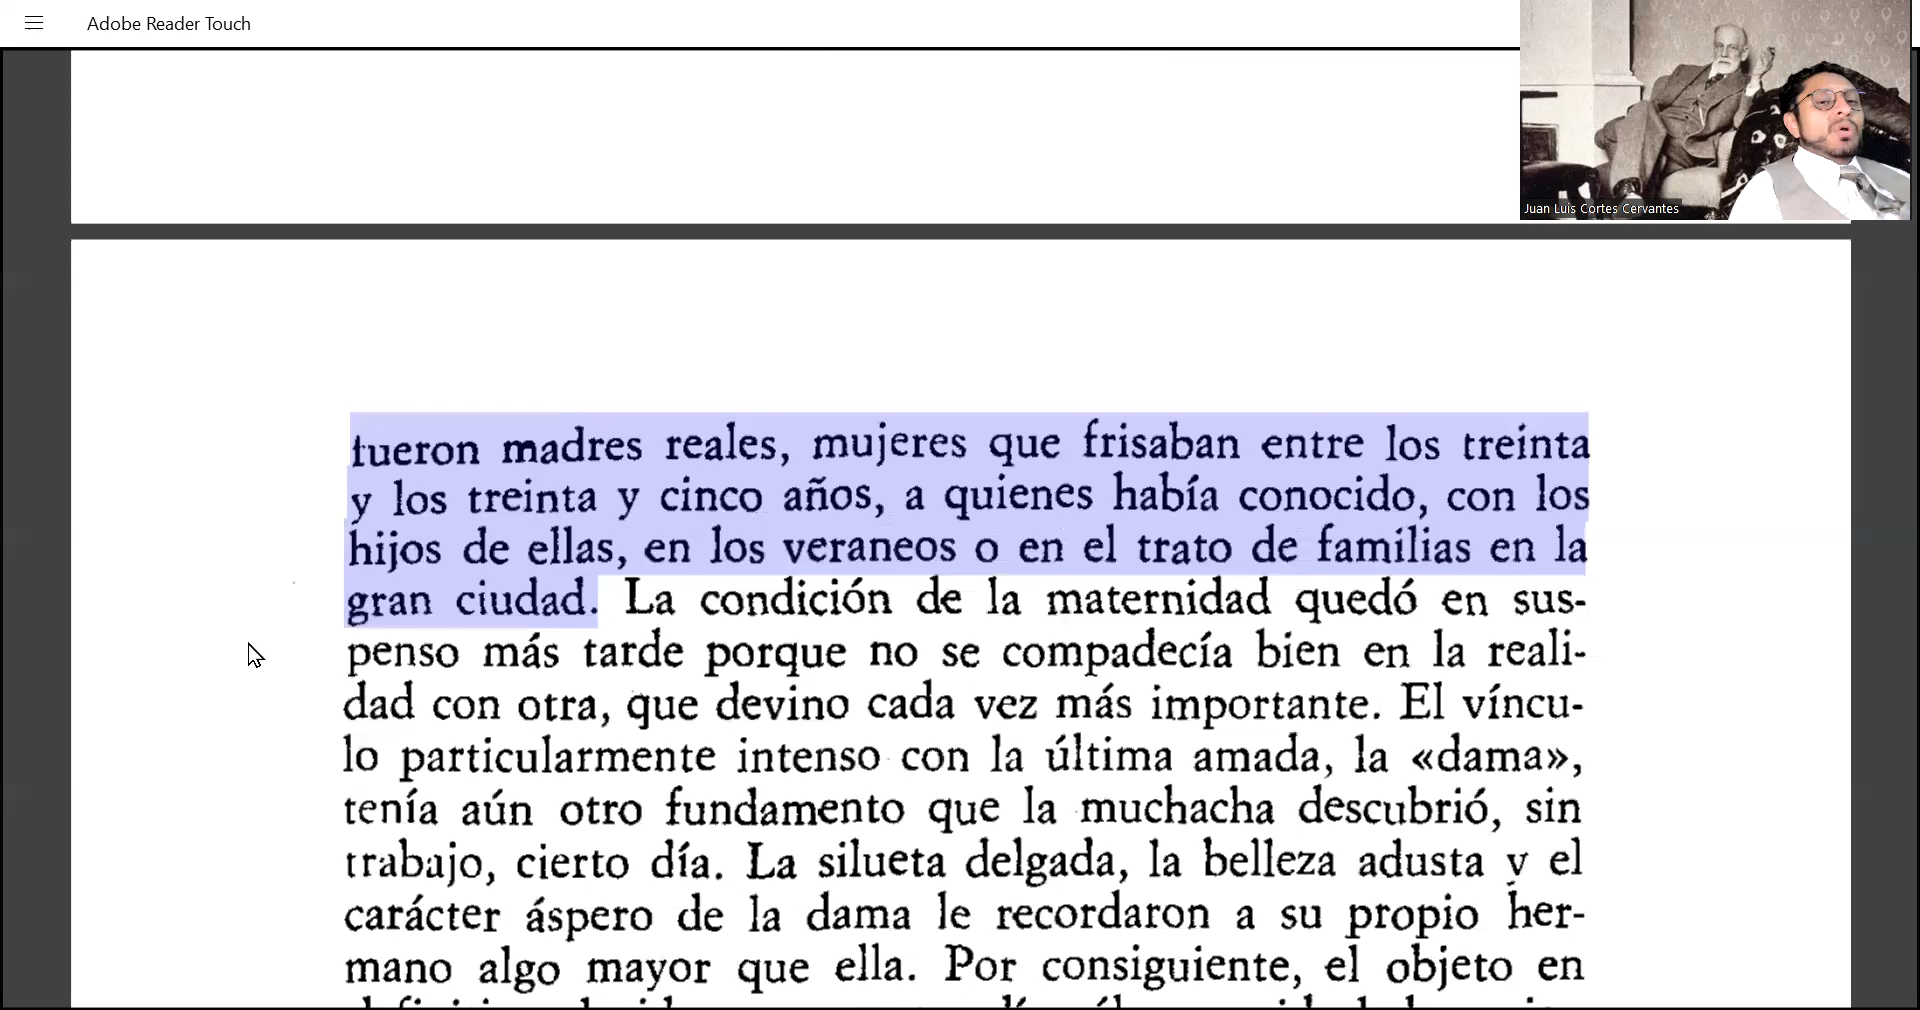 Adobe Reader Touch
Juan Luis Cortes Cervantes
fueron madres reales, mujeres que frisaban entre los treinta
y los treinta y cinco años, a quienes había conocido, con los
hijos de ellas, en los veraneos o en el trato de familias en la
gran ciudad. La condición de la maternidad quedó en sus-
penso más tarde porque no se compadecía bien en la reali-
dad con otra, que devino cada vez más importante. El víncu-
lo particularmente intenso con la última amada, la «dama»,
tenía aún otro fundamento que la muchacha descubrió, sin
trabajo, cierto día. La silueta delgada, la belleza adusta y el
carácter áspero de la dama le recordaron a su propio her-
mano algo mayor que ella. Por consiguiente, el objeto en